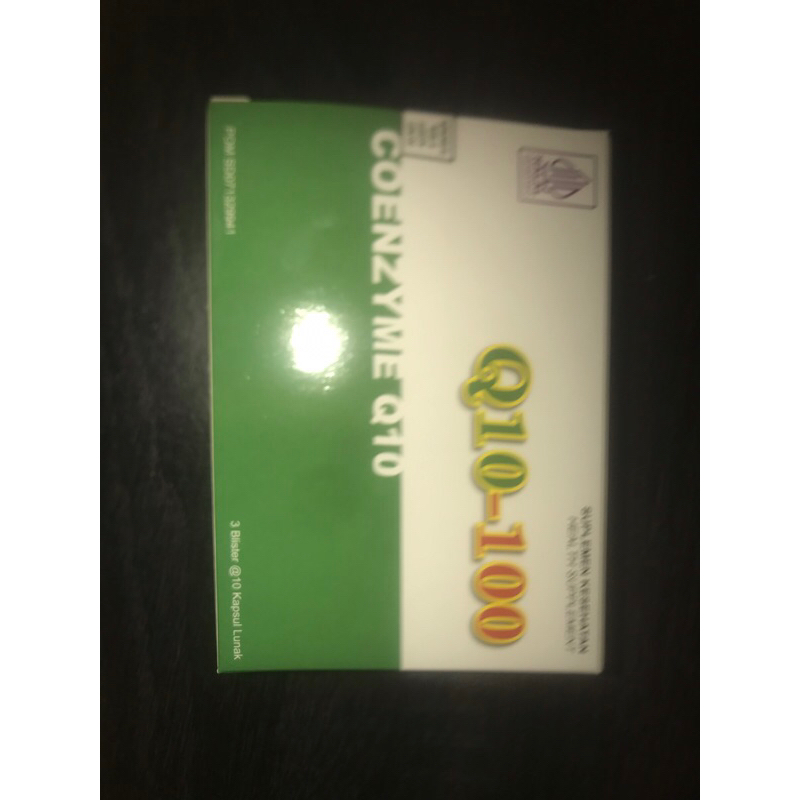 SUPLEMEN KESEHATAN
HEALTH SUPPLEMENT
Q10-100
COENZYME Q10
3 Blister @10 Kapsul Lunak